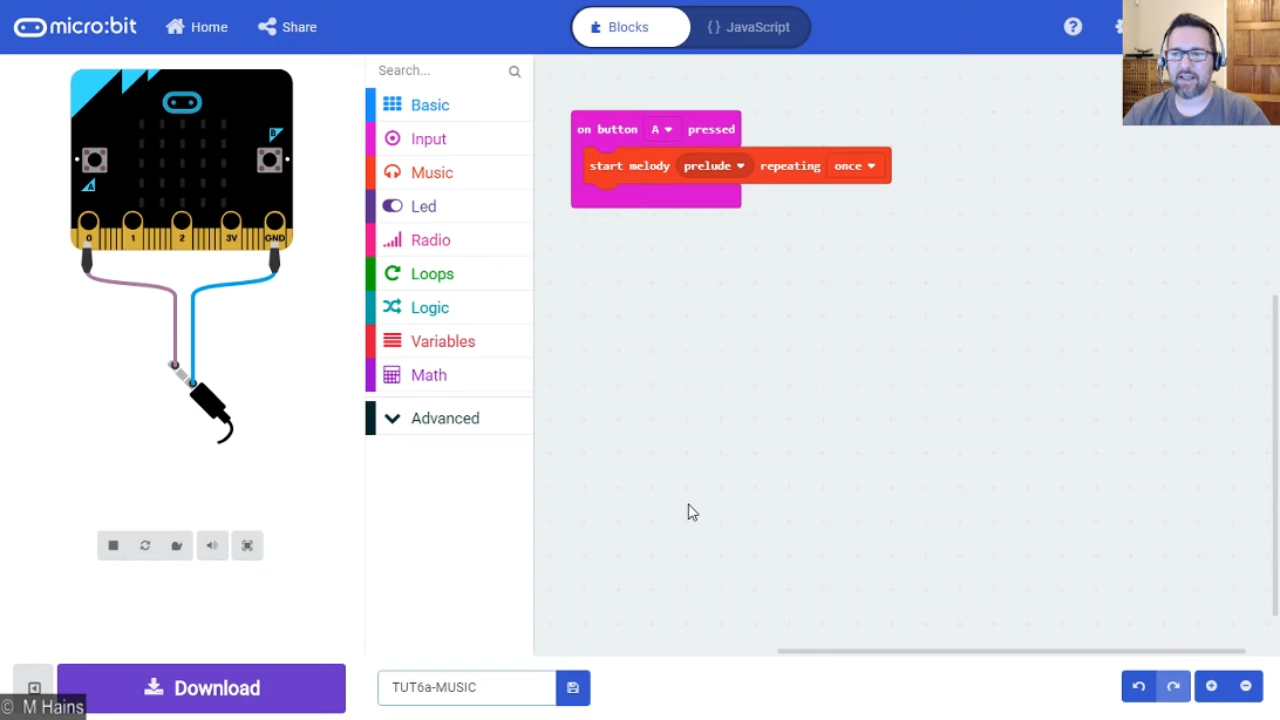 micro:bit
Home
Share
Blocks
{ } JavaScript
?
Search...
Basic
Input
Music
Led
Radio
Loops
Logic
Variables
Math
Advanced
on button A pressed
start melody prelude repeating once
A
B
0 1 2 3V GND
Download
TUT6a-MUSIC
© M Hains